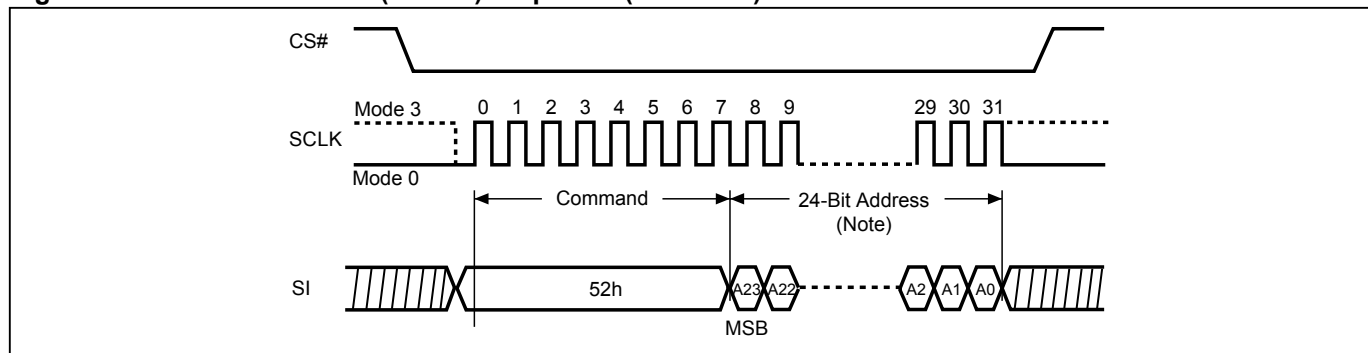 CS#
Mode 3
0 1 2 3 4 5 6 7 8 9 29 30 31
SCLK
Mode 0
Command
24-Bit Address
(Note)
SI
52h
A23 A22 A2 A1 A0
MSB